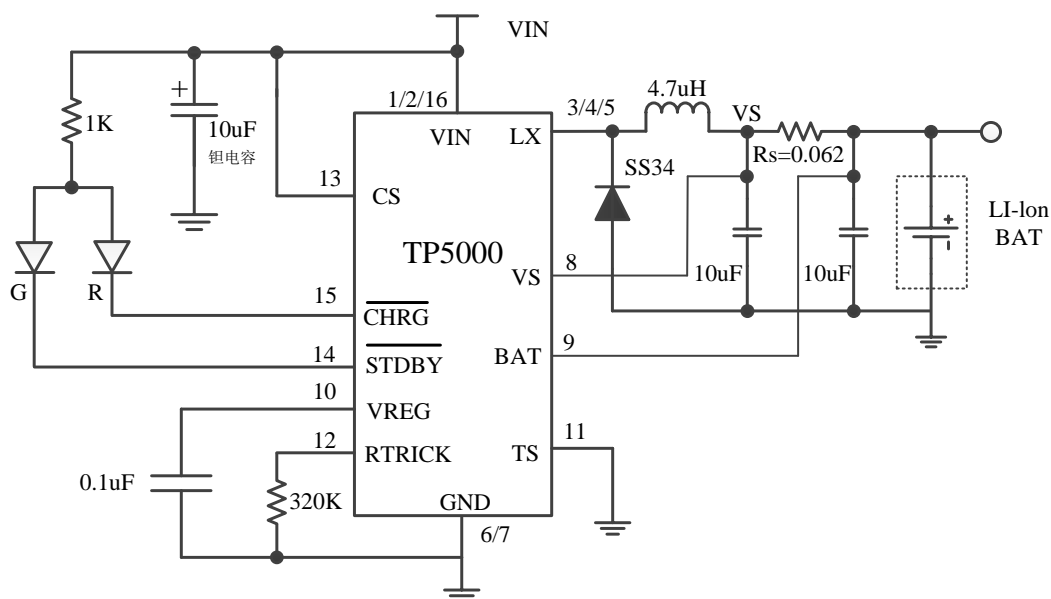 VIN
1K
+
10uF
钽电容
1/2/16
VIN
LX
3/4/5
4.7uH
VS
Rs=0.062
SS34
13
CS
TP5000
LI-lon
BAT
+
VS
8
10uF
10uF
G
R
15
CHRG
14
STDBY
BAT
9
10
VREG
12
RTRICK
TS
11
0.1uF
320K
GND
6/7